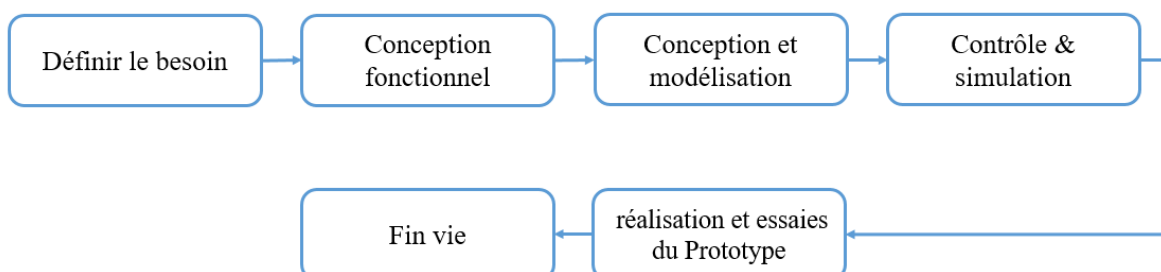 Définir le besoin
Conception
fonctionnel
Conception et
modélisation
Contrôle &
simulation
Fin vie
réalisation et essaies
du Prototype